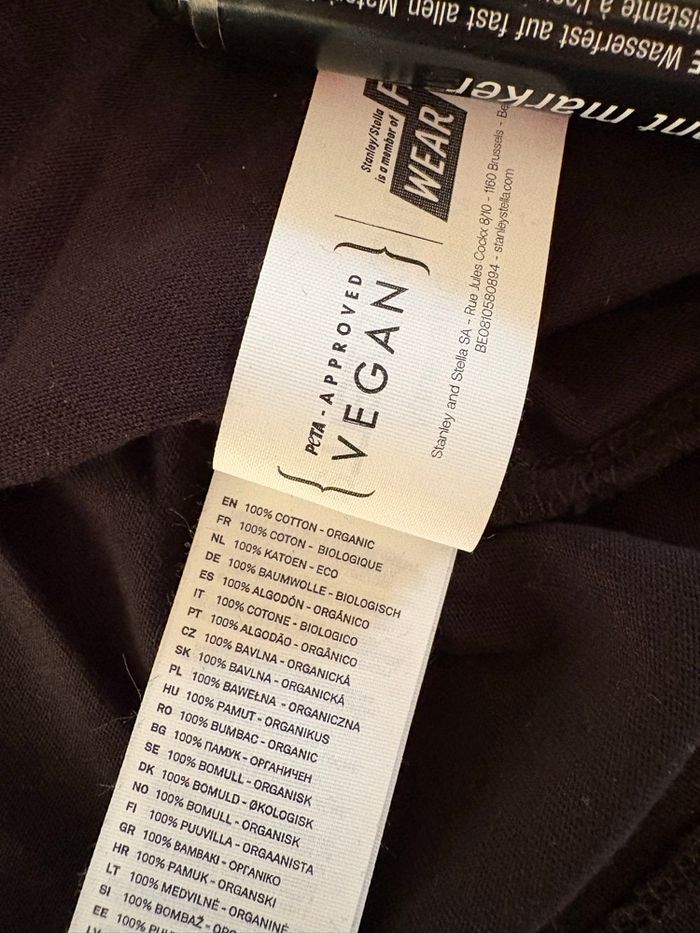 Wasserfest auf fast allen
nt marker
Stanley/Stella
is a member of
WEAR
PETA - APPROVED
VEGAN
Stanley and Stella SA - Rue Jules Cockx 8/10 - 1160 Brussels - Be
BE0810580894 - stanleystella.com
EN 100% COTTON - ORGANIC
FR 100% COTON - BIOLOGIQUE
NL 100% KATOEN - ECO
DE 100% BAUMWOLLE - BIOLOGISCH
ES 100% ALGODÓN - ORGÂNICO
IT 100% COTONE - BIOLOGICO
PT 100% ALGODÃO - ORGÂNICO
CZ 100% BAVLNA - ORGANICKÁ
SK 100% BAVLNA - ORGANICKÁ
PL 100% BAWEŁNA - ORGANICZNA
HU 100% PAMUT - ORGANIKUS
RO 100% BUMBAC - ORGANIC
BG 100% ПАМУК - ОРГАНИЧЕН
SE 100% BOMULL - ORGANISK
DK 100% BOMULD - ØKOLOGISK
NO 100% BOMULL - ORGANISK
FI 100% PUUVILLA - ORGAANISTA
GR 100% ΒΑΜΒΑΚΙ - ΟΡΓΑΝΙΚΟ
HR 100% PAMUK - ORGANSKI
LT 100% MEDVILNĖ - ORGANINĖ
SI 100% BOMBAŽ
EE 100%